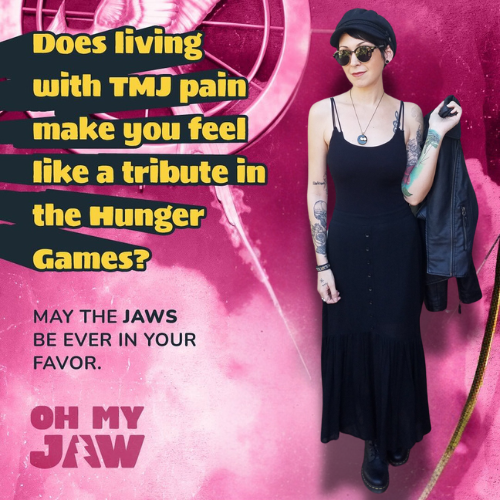 Does living
with TMJ pain
make you feel
like a tribute in
the Hunger
Games?
MAY THE JAWS
BE EVER IN YOUR
FAVOR.
OH MY
JAW